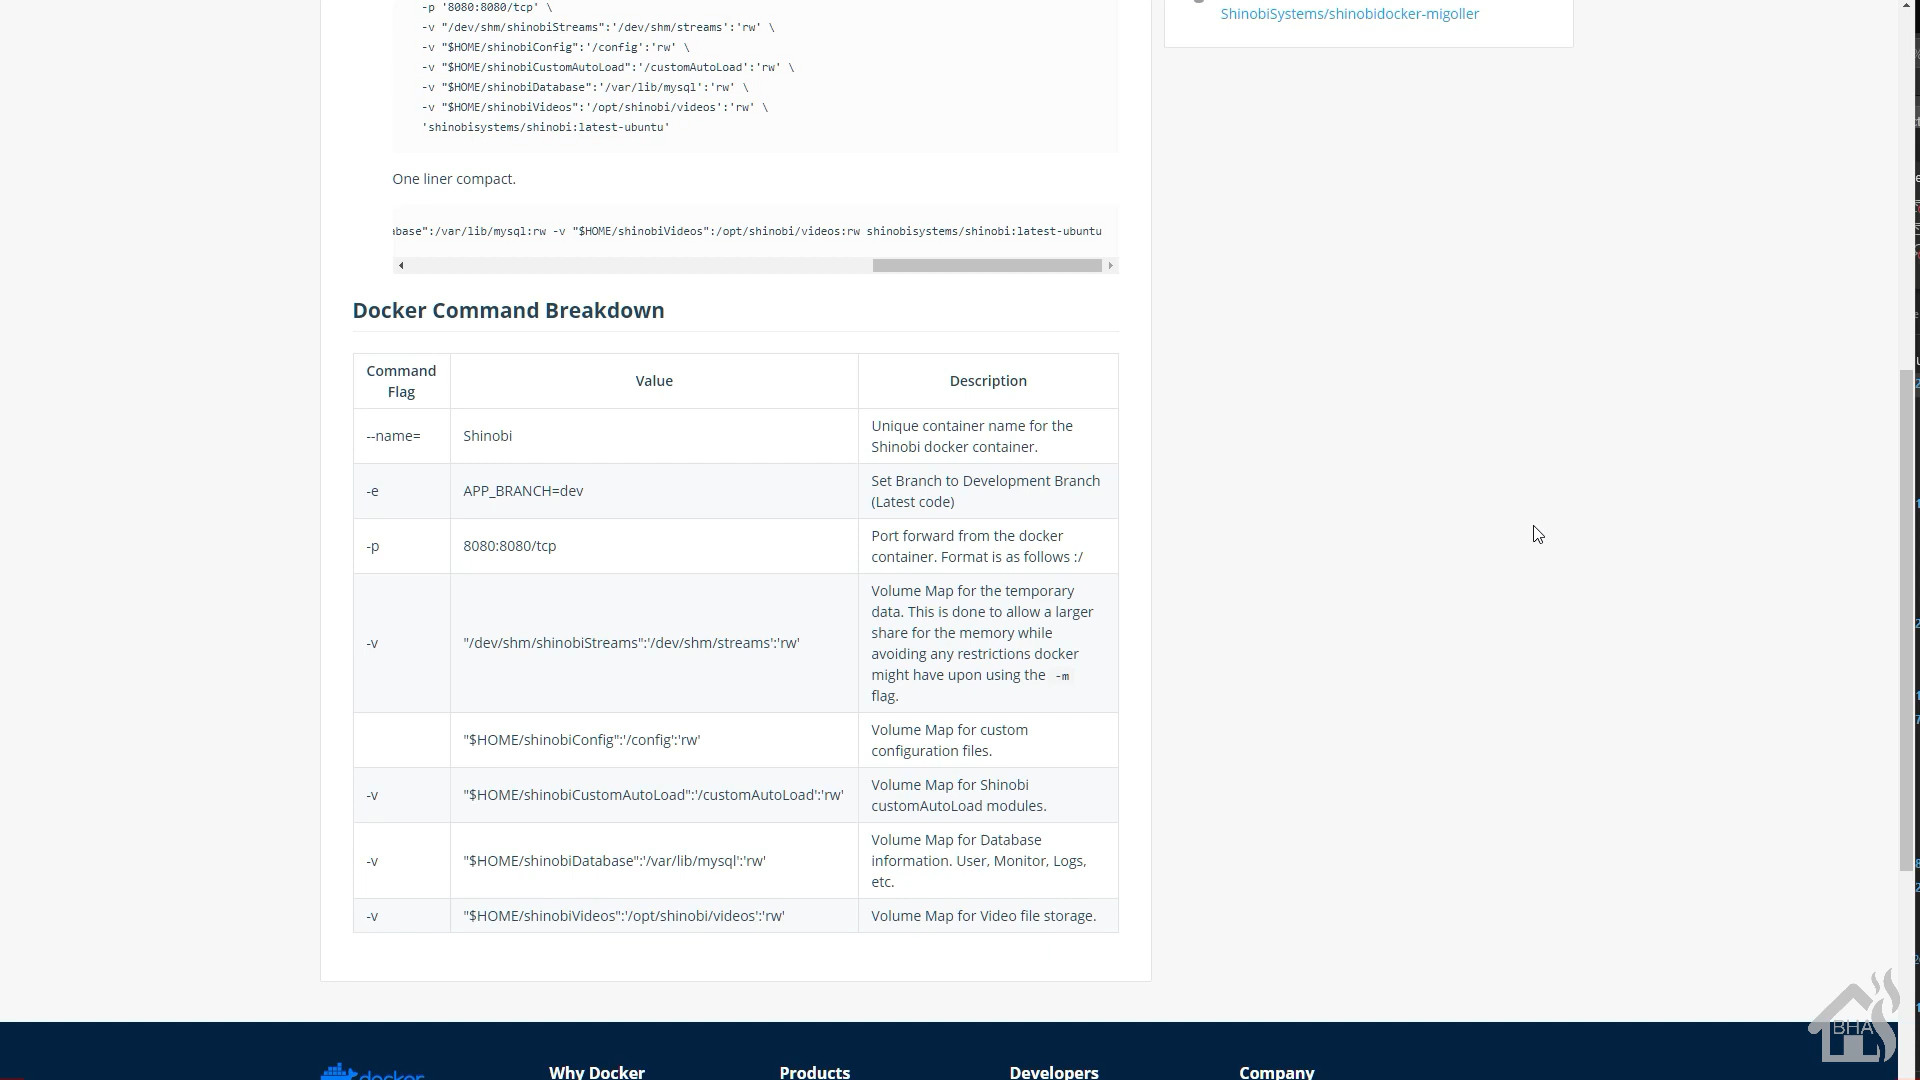 -p '8080:8080/tcp' \
ShinobiSystems/shinobidocker-migoller
-v "/dev/shm/shinobiStreams":'/dev/shm/streams':'rw' \
-v "$HOME/shinobiConfig":'/config':'rw' \
-v "$HOME/shinobiCustomAutoLoad":'/customAutoLoad':'rw' \
-v "$HOME/shinobiDatabase":'/var/lib/mysql':'rw' \
-v "$HOME/shinobiVideos":'/opt/shinobi/videos':'rw' \
'shinobisystems/shinobi:latest-ubuntu'
One liner compact.
abase":/var/lib/mysql:rw -v "$HOME/shinobiVideos":/opt/shinobi/videos:rw shinobisystems/shinobi:latest-ubuntu
Docker Command Breakdown
Command
Flag
Value
Description
--name=
Shinobi
Unique container name for the
Shinobi docker container.
-e
APP_BRANCH=dev
Set Branch to Development Branch
(Latest code)
-p
8080:8080/tcp
Port forward from the docker
container. Format is as follows :/
-v
"/dev/shm/shinobiStreams":'/dev/shm/streams':'rw'
Volume Map for the temporary
data. This is done to allow a larger
share for the memory while
avoiding any restrictions docker
might have upon using the -m
flag.
"$HOME/shinobiConfig":'/config':'rw'
Volume Map for custom
configuration files.
-v
"$HOME/shinobiCustomAutoLoad":'/customAutoLoad':'rw'
Volume Map for Shinobi
customAutoLoad modules.
-v
"$HOME/shinobiDatabase":'/var/lib/mysql':'rw'
Volume Map for Database
information. User, Monitor, Logs,
etc.
-v
"$HOME/shinobiVideos":'/opt/shinobi/videos':'rw'
Volume Map for Video file storage.
BHA
docker
Why Docker
Products
Developers
Company